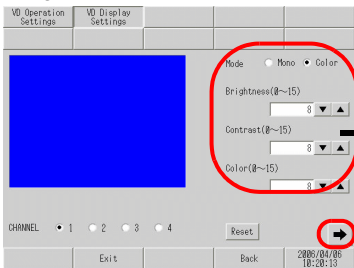 VD Operation Settings
VD Display Settings
Mode Mono Color
Brightness(0~15)
8
Contrast(0~15)
8
Color(0~15)
8
CHANNEL 1 2 3 4
Reset
Exit
Back
2006/04/06
10:20:13